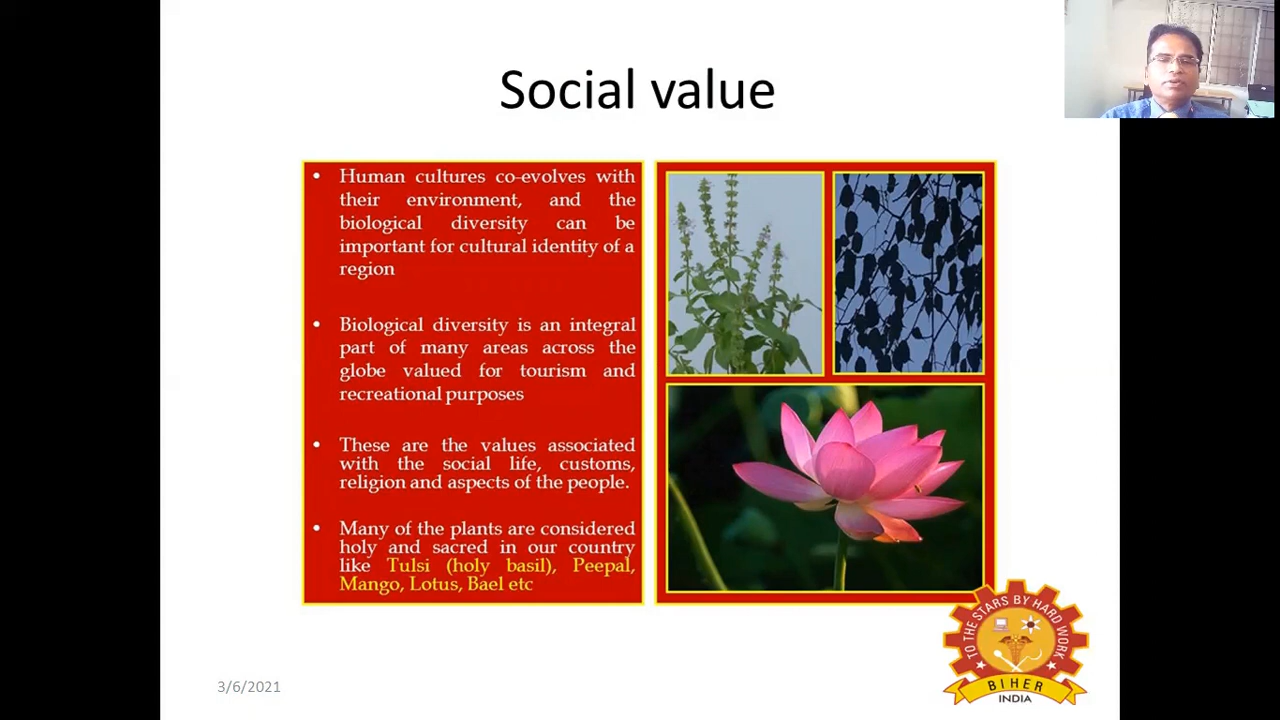 Social value
• Human cultures co-evolves with
their environment, and the
biological diversity can be
important for cultural identity of a
region
• Biological diversity is an integral
part of many areas across the
globe valued for tourism and
recreational purposes
• These are the values associated
with the social life, customs,
religion and aspects of the people.
• Many of the plants are considered
holy and sacred in our country
like Tulsi (holy basil), Peepal,
Mango, Lotus, Bael etc
TO THE STARS BY HARD WORK
BIHER
INDIA
3/6/2021